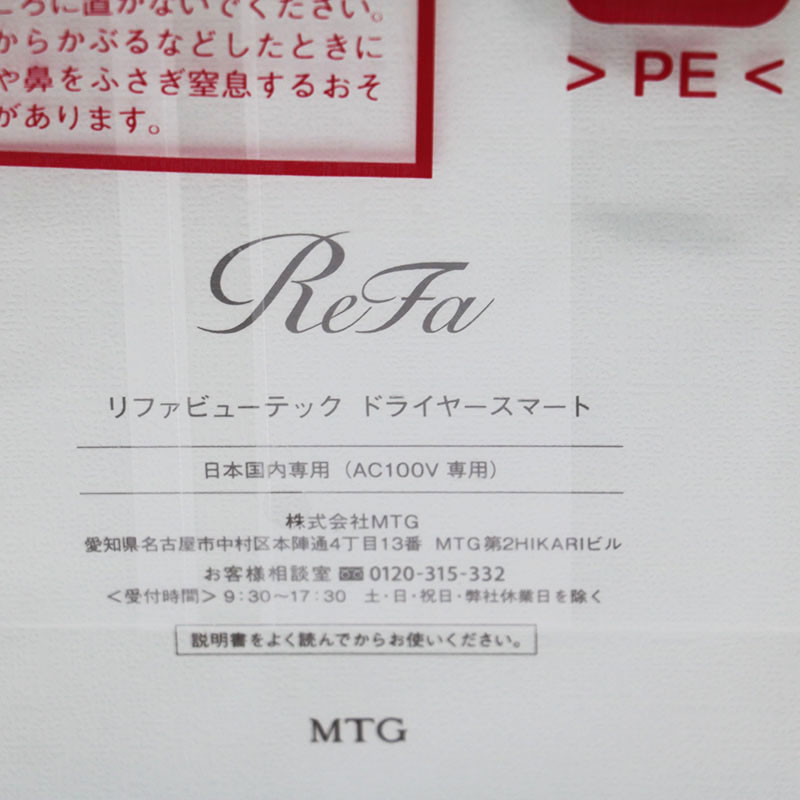 ころに置かないでください。
からかぶるなどしたときに
や鼻をふさぎ窒息するおそ
があります。
> PE <
ReFa
リファビューテック ドライヤースマート
日本国内専用（AC100V 専用）
株式会社MTG
愛知県名古屋市中村区本陣通4丁目13番 MTG第2HIKARIビル
お客様相談室 0120-315-332
＜受付時間＞9:30～17:30 土・日・祝日・弊社休業日を除く
説明書をよく読んでからお使いください。
MTG